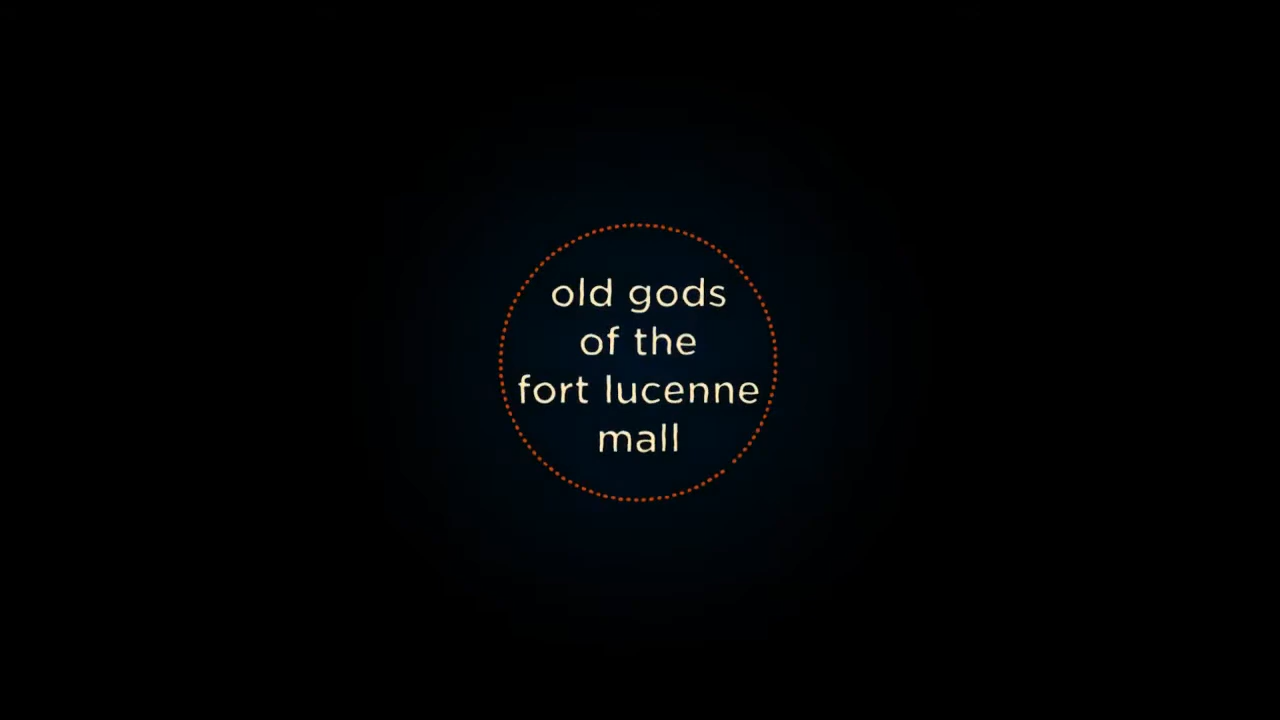 old gods
of the
fort lucenne
mall